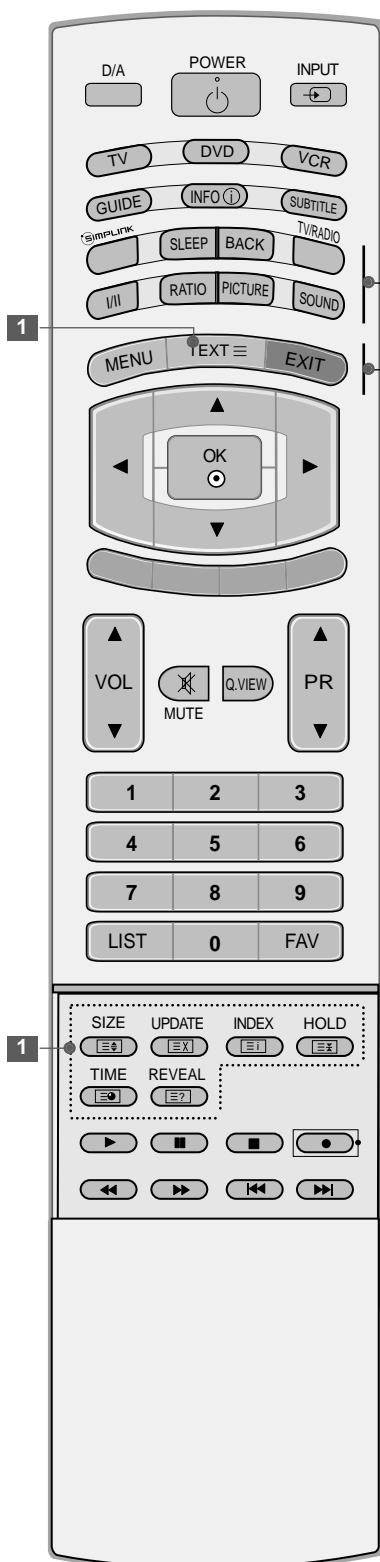 D/A POWER INPUT
TV DVD VCR
GUIDE INFO i SUBTITLE
SIMPLINK SLEEP BACK TV/RADIO
I/II RATIO PICTURE SOUND
1
MENU TEXT EXIT
OK
VOL MUTE Q.VIEW PR
1 2 3
4 5 6
7 8 9
LIST 0 FAV
1
SIZE UPDATE INDEX HOLD
TIME REVEAL